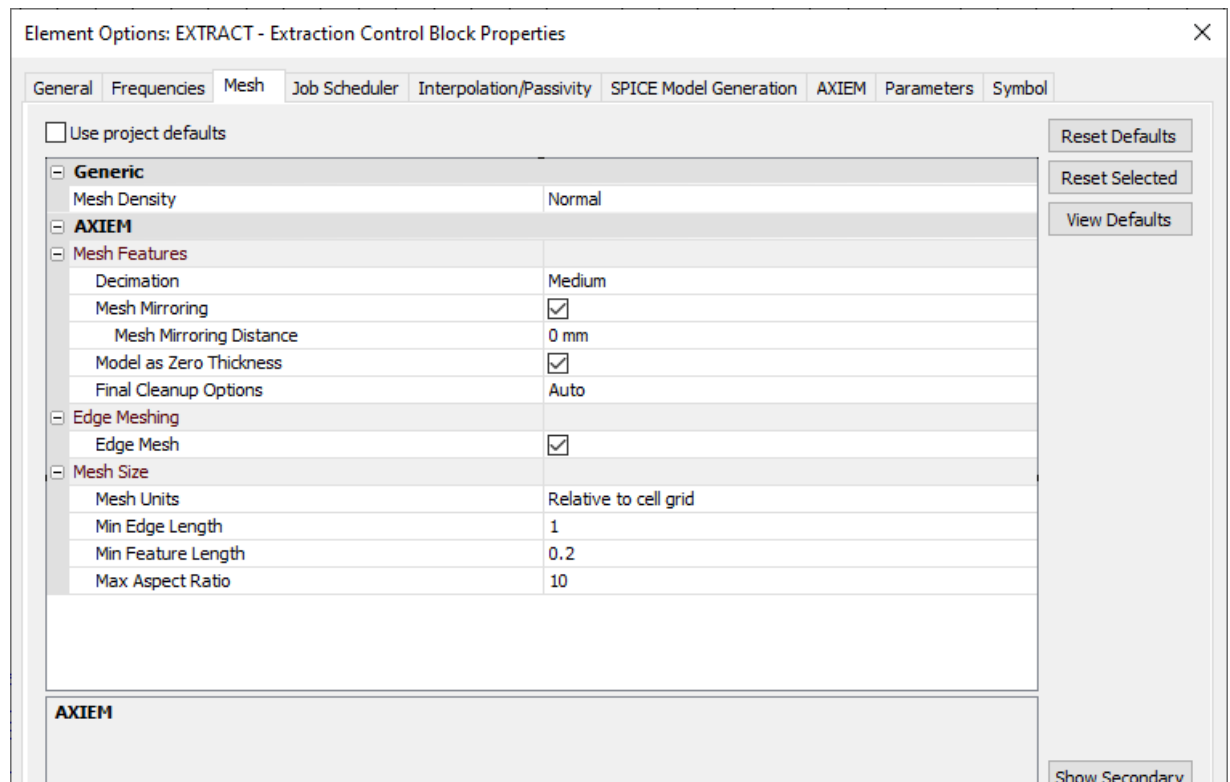 Element Options: EXTRACT - Extraction Control Block Properties
General Frequencies Mesh Job Scheduler Interpolation/Passivity SPICE Model Generation AXIEM Parameters Symbol
Use project defaults
Reset Defaults
Generic
Reset Selected
Mesh Density Normal
View Defaults
AXIEM
Mesh Features
Decimation Medium
Mesh Mirroring
Mesh Mirroring Distance 0 mm
Model as Zero Thickness
Final Cleanup Options Auto
Edge Meshing
Edge Mesh
Mesh Size
Mesh Units Relative to cell grid
Min Edge Length 1
Min Feature Length 0.2
Max Aspect Ratio 10
AXIEM
Show Secondary